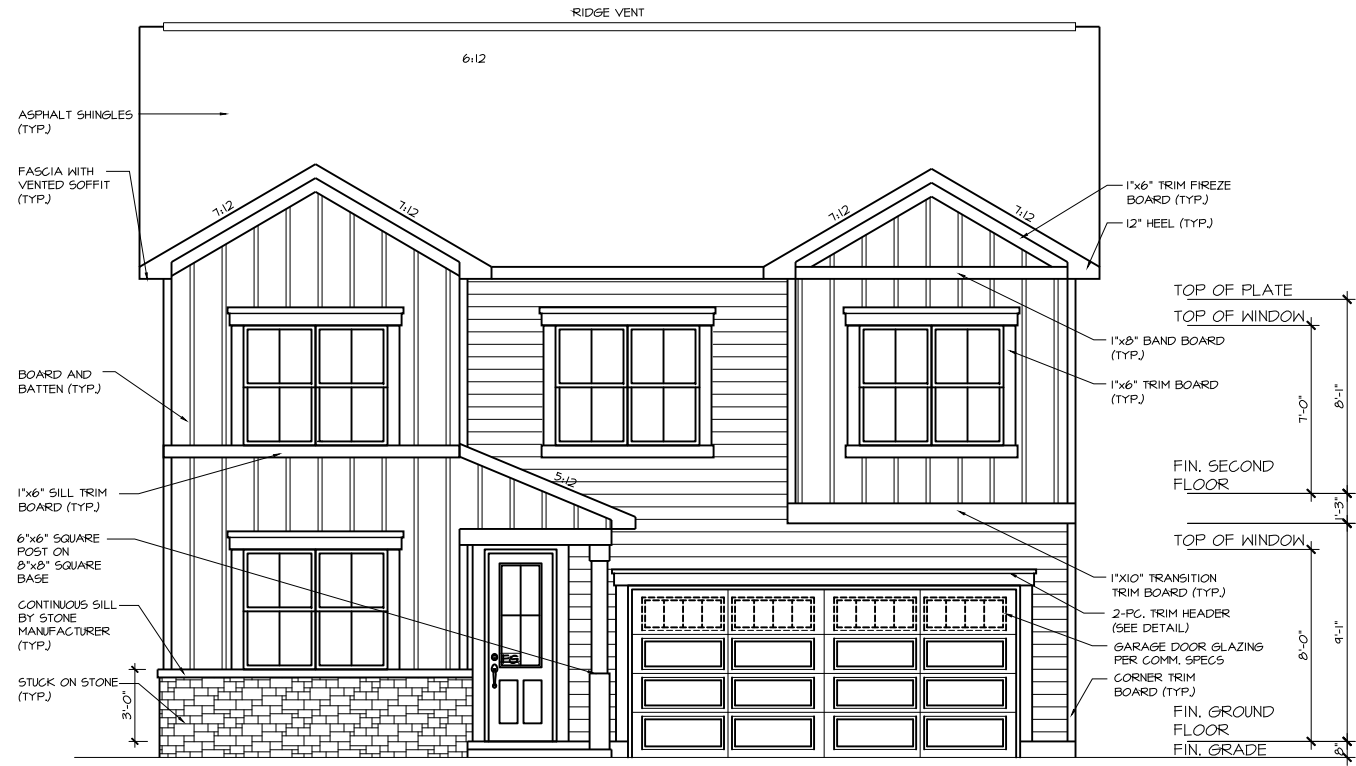 RIDGE VENT
6:12
ASPHALT SHINGLES
(TYP.)
FASCIA WITH
VENTED SOFFIT
(TYP.)
7:12
7:12
7:12
7:12
1"x6" TRIM FIREZE
BOARD (TYP.)
12" HEEL (TYP.)
TOP OF PLATE
TOP OF WINDOW
1"x8" BAND BOARD
(TYP.)
1"x6" TRIM BOARD
(TYP.)
7'-0"
8'-1"
BOARD AND
BATTEN (TYP.)
FIN. SECOND
FLOOR
5:12
1"x6" SILL TRIM
BOARD (TYP.)
1'-3"
6"x6" SQUARE
POST ON
8"x8" SQUARE
BASE
TOP OF WINDOW
1"X10" TRANSITION
TRIM BOARD (TYP.)
CONTINUOUS SILL
BY STONE
MANUFACTURER
(TYP.)
2-PC. TRIM HEADER
(SEE DETAIL)
GARAGE DOOR GLAZING
PER COMM. SPECS
8'-0"
9'-1"
E.G.
STUCK ON STONE
(TYP.)
3'-0"
CORNER TRIM
BOARD (TYP.)
FIN. GROUND
FLOOR
FIN. GRADE
8"